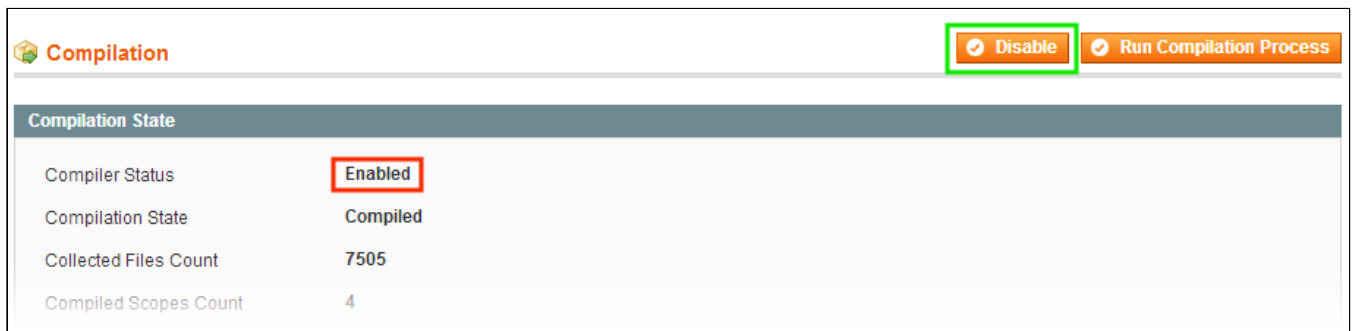 Compilation
Disable
Run Compilation Process
Compilation State
Compiler Status Enabled
Compilation State Compiled
Collected Files Count 7505
Compiled Scopes Count 4